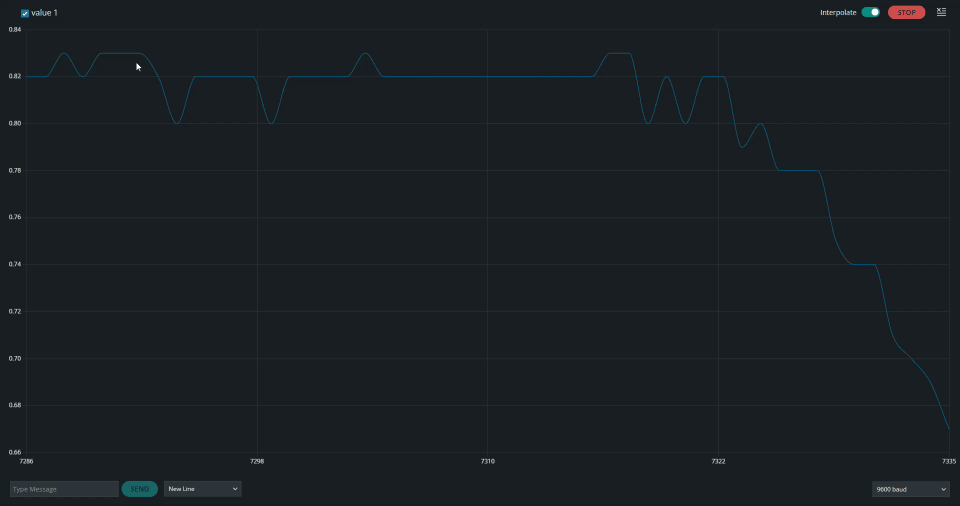 value 1
Interpolate STOP
0.84
0.82
0.80
0.78
0.76
0.74
0.72
0.70
0.68
0.66
7286 7298 7310 7322 7335
Type Message SEND New Line 9600 baud